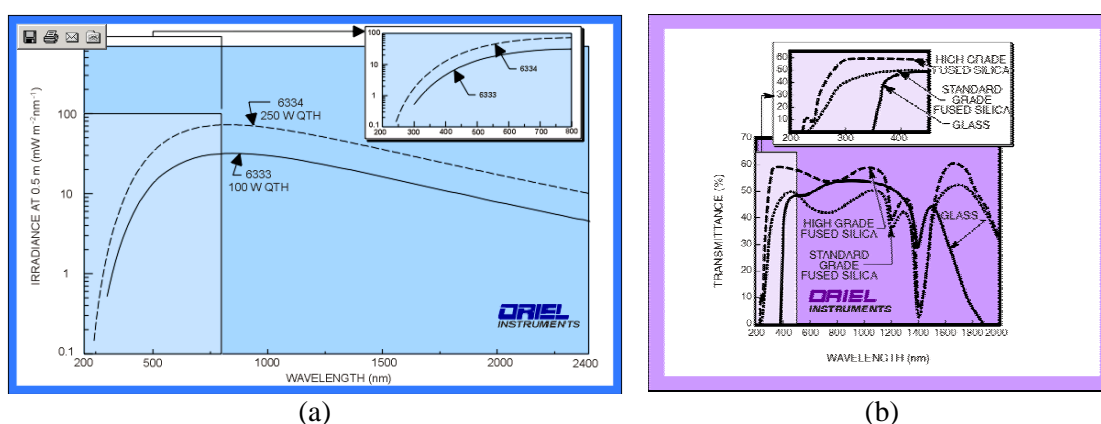 100
10
1
0.1
200 300 400 500 600 700 800
6334
6333
IRRADIANCE AT 0.5 m (mW m⁻² nm⁻¹)
100
10
1
0.1
6334
250 W QTH
6333
100 W QTH
ORIEL
INSTRUMENTS
200 500 1000 1500 2000 2400
WAVELENGTH (nm)
(a)
60
50
40
30
20
10
200 300 400
HIGH GRADE
FUSED SILICA
STANDARD
GRADE
FUSED SILICA
GLASS
TRANSMITTANCE (%)
70
60
50
40
30
20
10
0
GLASS
HIGH GRADE
FUSED SILICA
STANDARD
GRADE
FUSED SILICA
ORIEL
INSTRUMENTS
200 400 600 800 1000 1200 1400 1600 1800 2000
WAVELENGTH (nm)
(b)